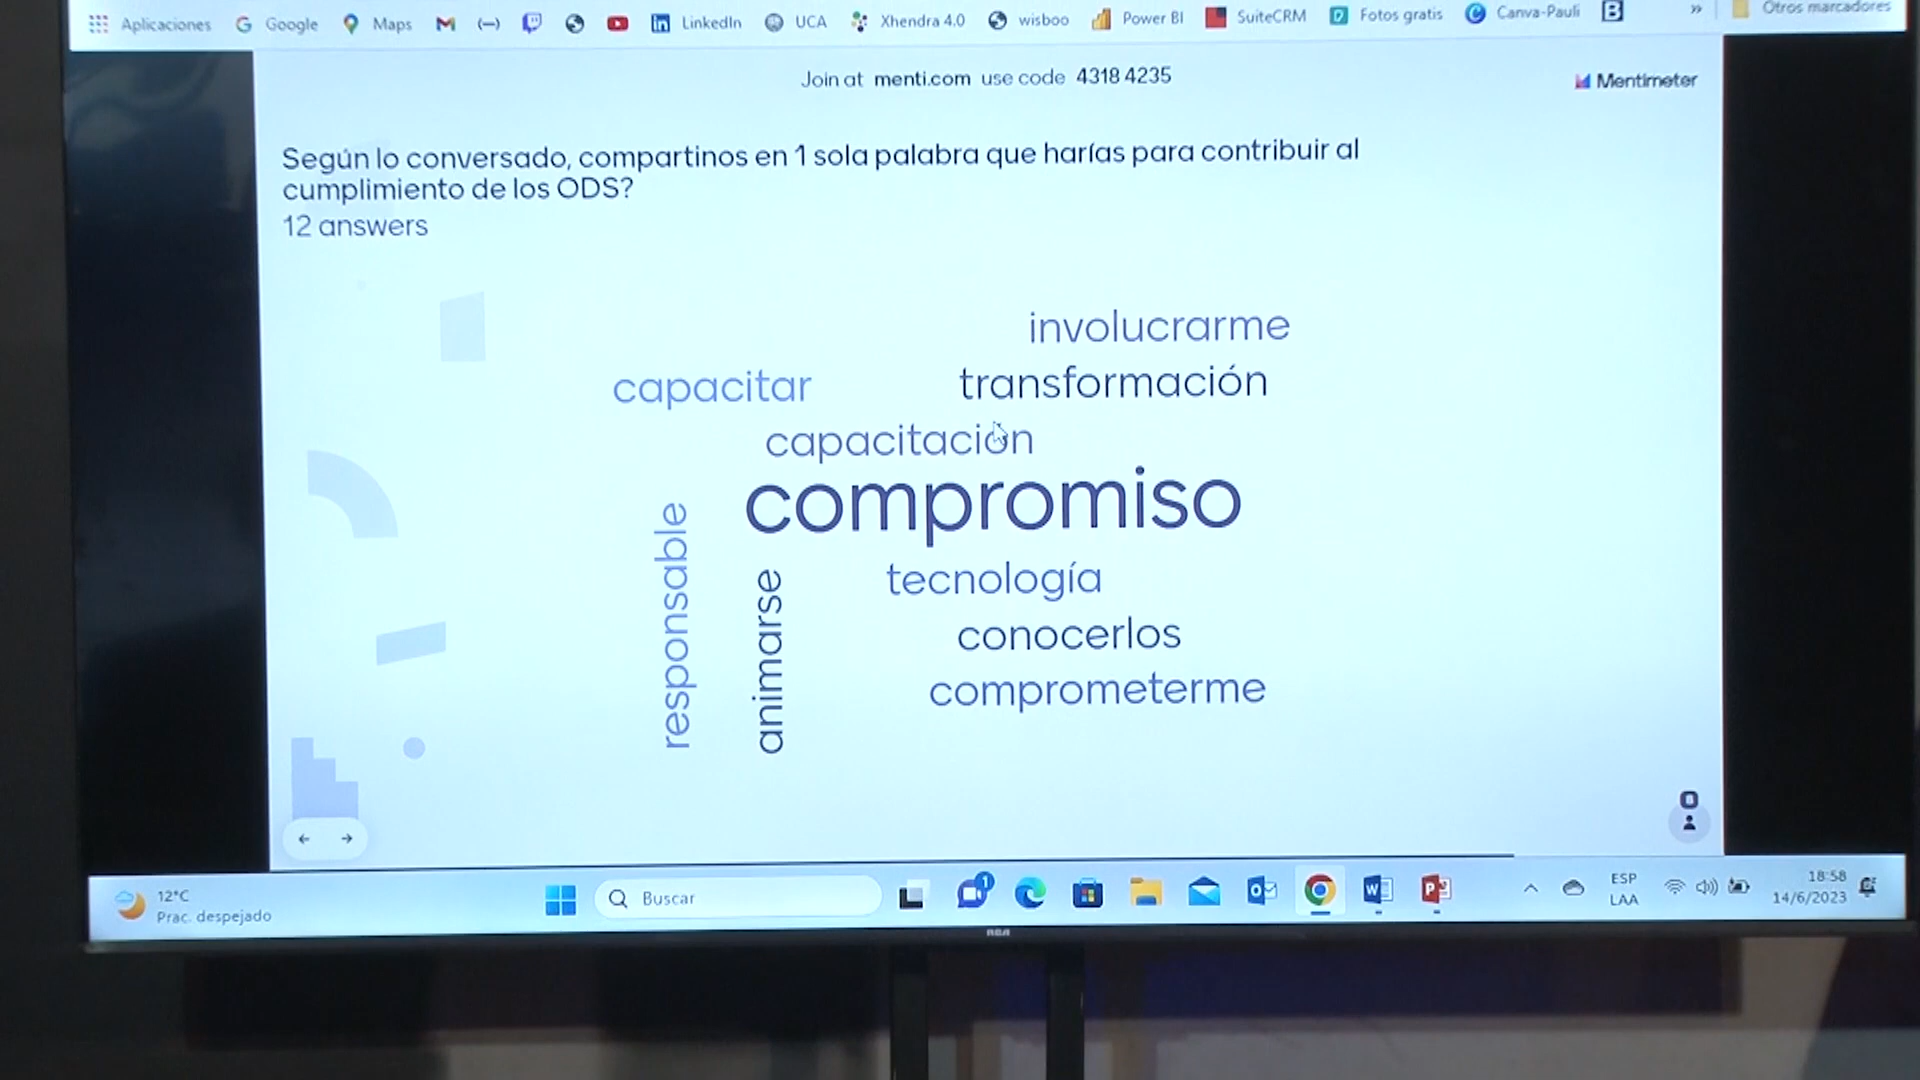 Aplicaciones Google Maps LinkedIn UCA Xhendra 4.0 wisboo Power BI SuiteCRM Fotos gratis Canva-Pauli B » Otros marcadores
Join at menti.com use code 4318 4235
Mentimeter
Según lo conversado, compartinos en 1 sola palabra que harías para contribuir al
cumplimiento de los ODS?
12 answers
involucrarme
capacitar
transformación
capacitación
compromiso
responsable
animarse
tecnología
conocerlos
comprometerme
12°C
Prac. despejado
Buscar
1
ESP
LAA
18:58
14/6/2023
RCA